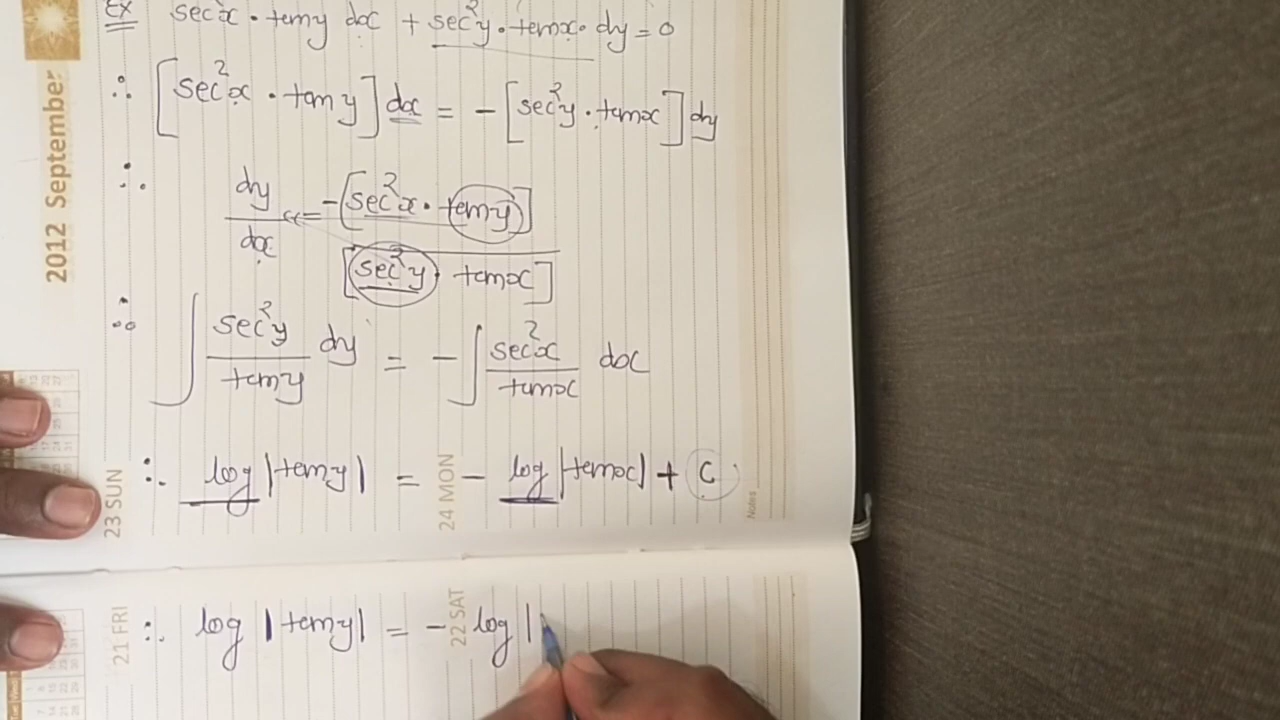 Ex sec²x · tany dx + sec²y · tanx · dy = 0
∴ [sec²x · tany] dx = - [sec²y · tanx] dy
∴ dy/dx = -[sec²x · tany] / [sec²y · tanx]
∴ ∫ sec²y/tany dy = - ∫ sec²x/tanx dx
∴ log |tany| = - log |tanx| + C
∴ log |tany| = - log |
2012 September
23 SUN
24 MON
21 FRI
22 SAT
Notes